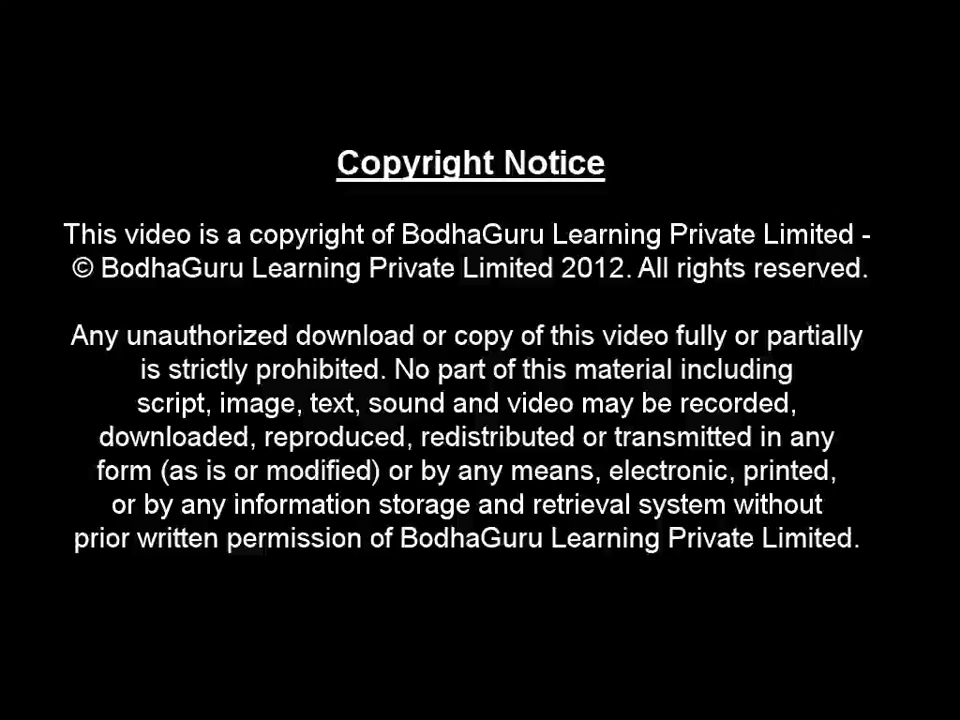 Copyright Notice
This video is a copyright of BodhaGuru Learning Private Limited -
© BodhaGuru Learning Private Limited 2012. All rights reserved.
Any unauthorized download or copy of this video fully or partially
is strictly prohibited. No part of this material including
script, image, text, sound and video may be recorded,
downloaded, reproduced, redistributed or transmitted in any
form (as is or modified) or by any means, electronic, printed,
or by any information storage and retrieval system without
prior written permission of BodhaGuru Learning Private Limited.